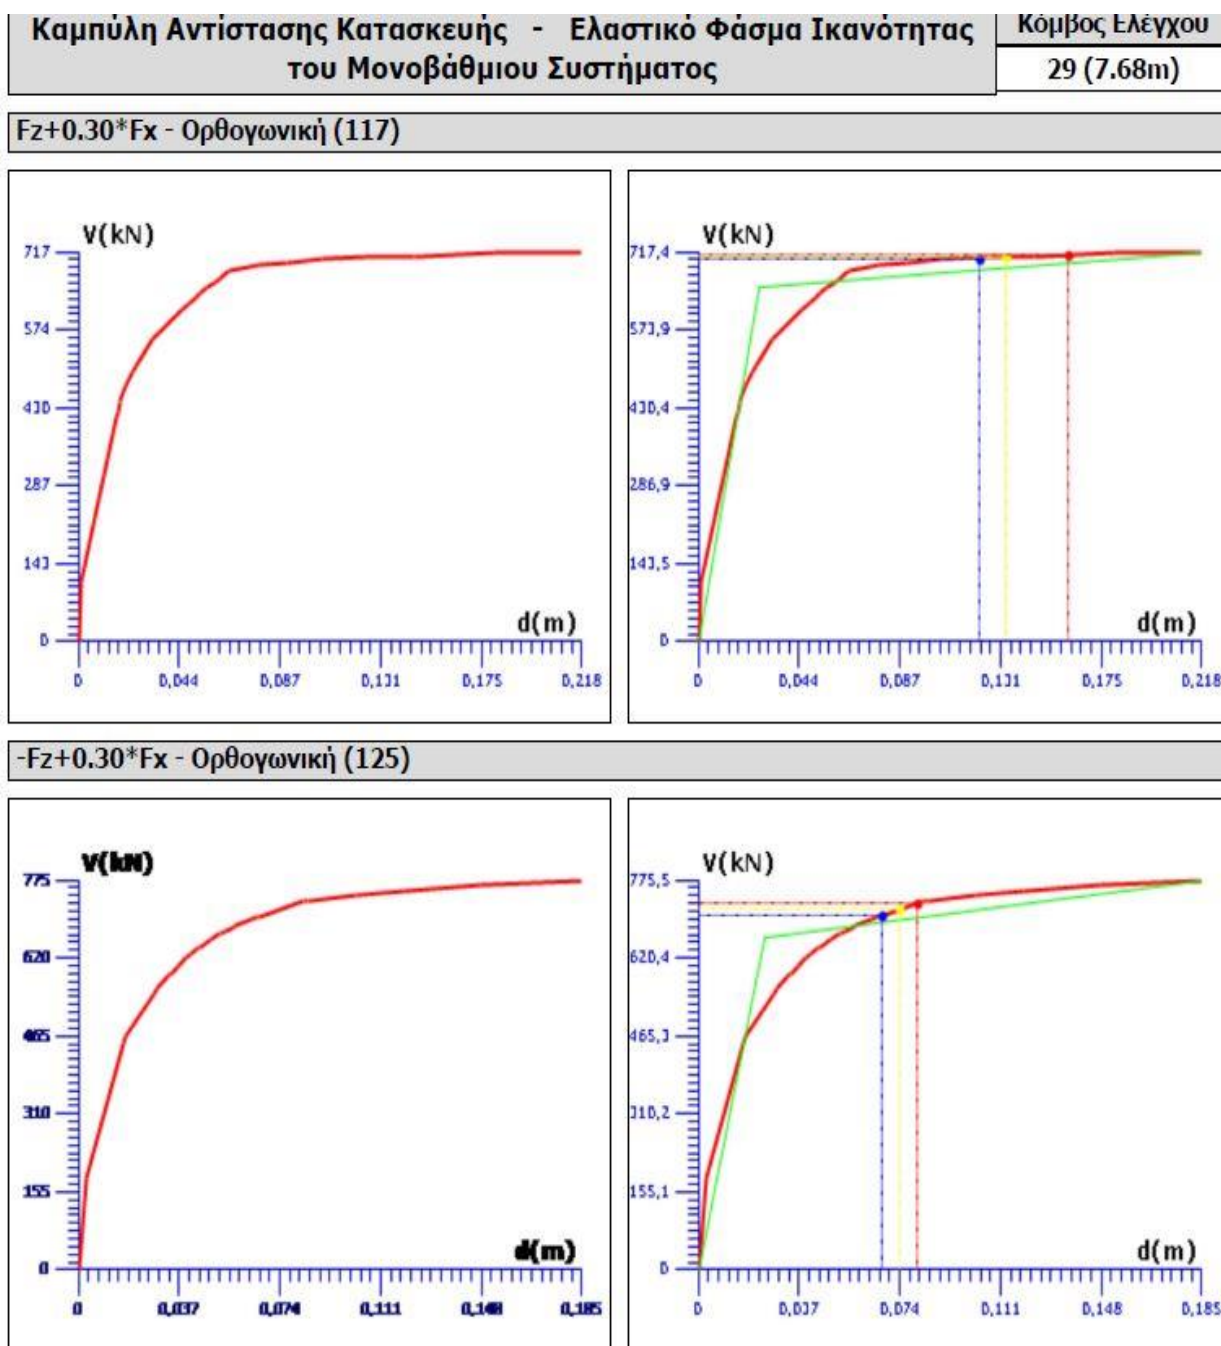 Καμπύλη Αντίστασης Κατασκευής - Ελαστικό Φάσμα Ικανότητας
του Μονοβάθμιου Συστήματος
Κόμβος Ελέγχου
29 (7.68m)
Fz+0.30*Fx - Ορθογωνική (117)
V(kN)
717
574
430
287
143
0
d(m)
0 0,044 0,087 0,131 0,175 0,218
V(kN)
717,4
573,9
430,4
286,9
143,5
0
d(m)
0 0,044 0,087 0,131 0,175 0,218
-Fz+0.30*Fx - Ορθογωνική (125)
V(kN)
775
620
465
310
155
0
d(m)
0 0,037 0,074 0,111 0,148 0,185
V(kN)
775,5
620,4
465,3
310,2
155,1
0
d(m)
0 0,037 0,074 0,111 0,148 0,185